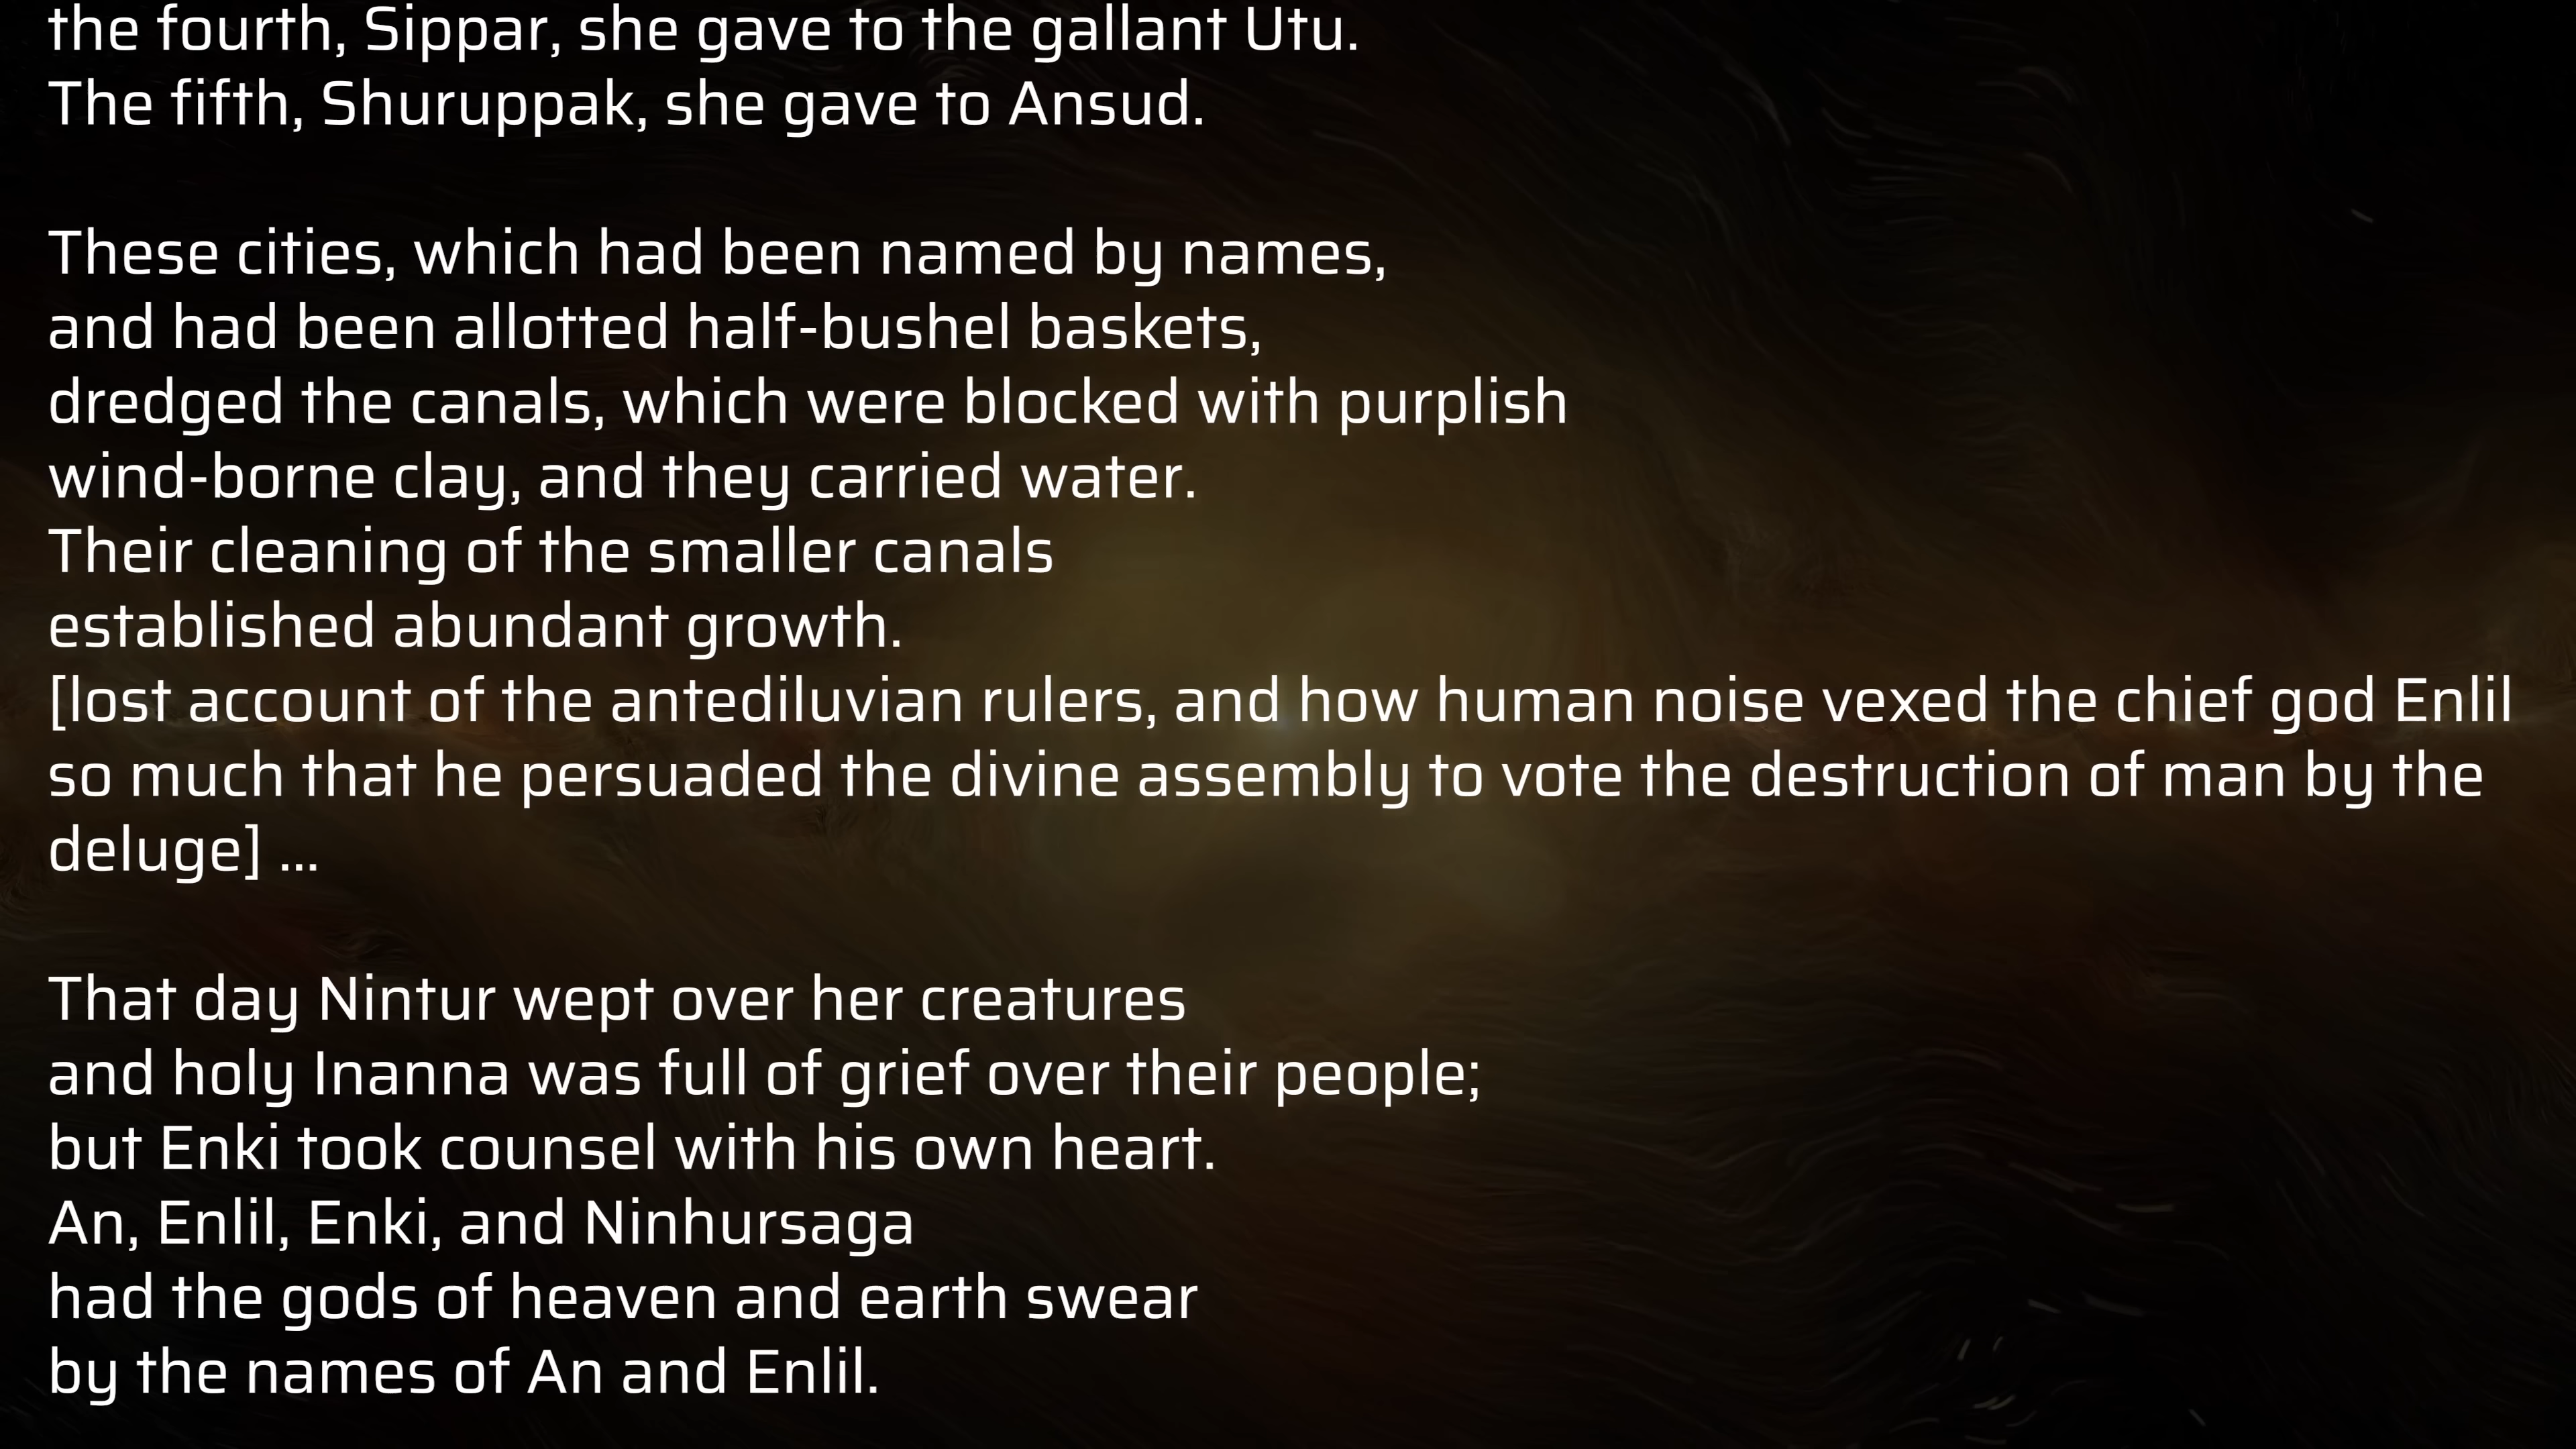 the fourth, Sippar, she gave to the gallant Utu.
The fifth, Shuruppak, she gave to Ansud.
These cities, which had been named by names,
and had been allotted half-bushel baskets,
dredged the canals, which were blocked with purplish
wind-borne clay, and they carried water.
Their cleaning of the smaller canals
established abundant growth.
[lost account of the antediluvian rulers, and how human noise vexed the chief god Enlil
so much that he persuaded the divine assembly to vote the destruction of man by the
deluge] ...
That day Nintur wept over her creatures
and holy Inanna was full of grief over their people;
but Enki took counsel with his own heart.
An, Enlil, Enki, and Ninhursaga
had the gods of heaven and earth swear
by the names of An and Enlil.